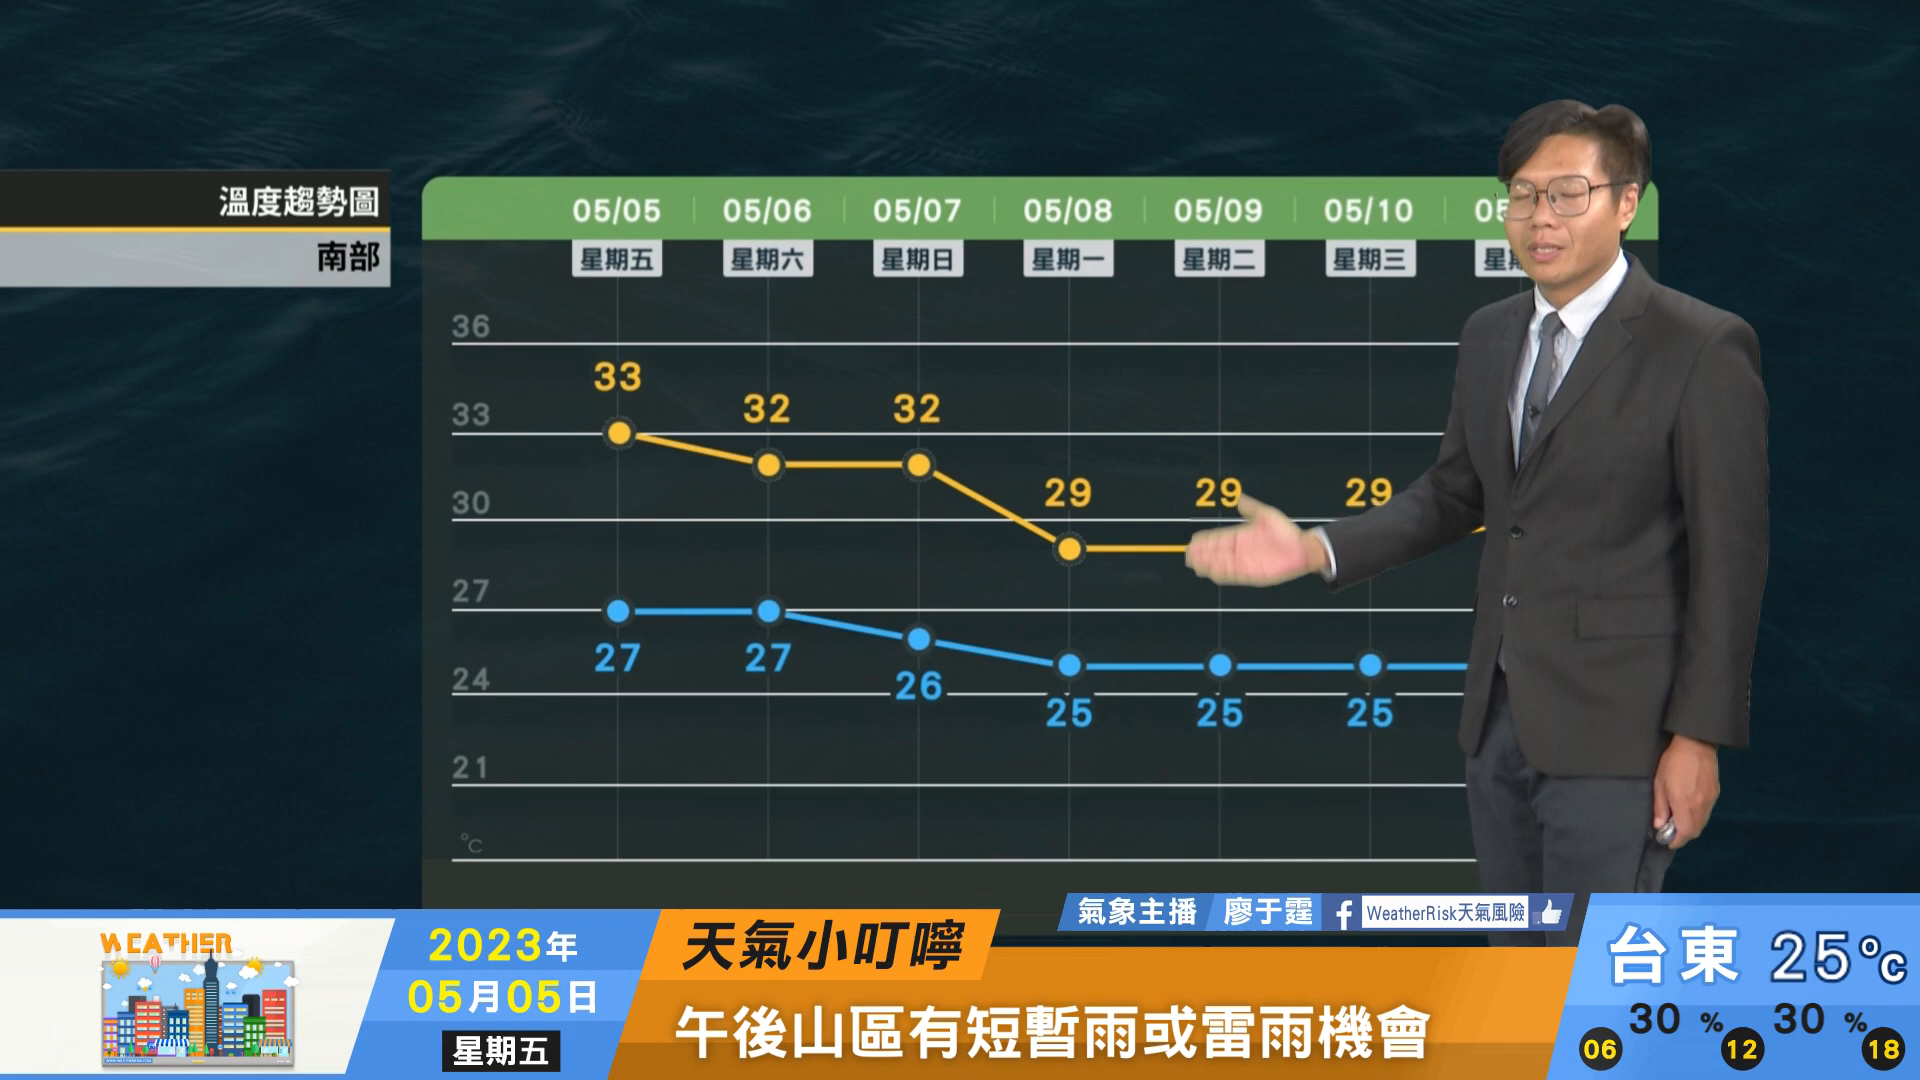 溫度趨勢圖
南部
05/05 05/06 05/07 05/08 05/09 05/10
星期五 星期六 星期日 星期一 星期二 星期三
36
33
32
32
33
30
29
29
29
27
27
27
26
24
25
25
25
21
°C
氣象主播 廖于霆 WeatherRisk天氣風險
WEATHER
2023年
05月05日
星期五
天氣小叮嚀
午後山區有短暫雨或雷雨機會
台東 25°C
30 % 30 %
06 12 18